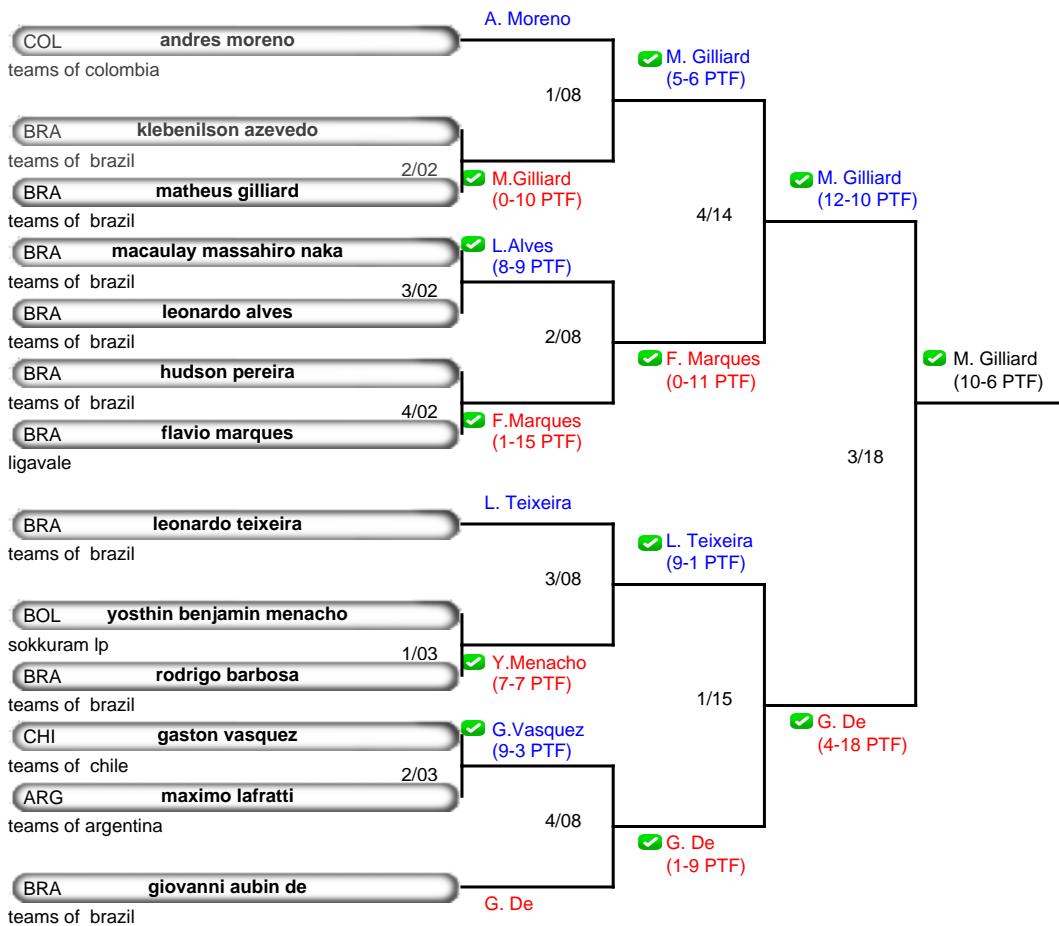 A. Moreno
COL andres moreno
teams of colombia
M. Gilliard
(5-6 PTF)
1/08
BRA klebenilson azevedo
teams of brazil
2/02
BRA matheus gilliard
teams of brazil
M.Gilliard
(0-10 PTF)
M. Gilliard
(12-10 PTF)
4/14
BRA macaulay massahiro naka
teams of brazil
3/02
L.Alves
(8-9 PTF)
BRA leonardo alves
teams of brazil
2/08
BRA hudson pereira
teams of brazil
4/02
F. Marques
(0-11 PTF)
M. Gilliard
(10-6 PTF)
BRA flavio marques
ligavale
F.Marques
(1-15 PTF)
3/18
L. Teixeira
BRA leonardo teixeira
teams of brazil
L. Teixeira
(9-1 PTF)
3/08
BOL yosthin benjamin menacho
sokkuram lp
1/03
BRA rodrigo barbosa
teams of brazil
Y.Menacho
(7-7 PTF)
1/15
CHI gaston vasquez
teams of chile
2/03
G.Vasquez
(9-3 PTF)
G. De
(4-18 PTF)
ARG maximo lafratti
teams of argentina
4/08
G. De
(1-9 PTF)
BRA giovanni aubin de
teams of brazil
G. De